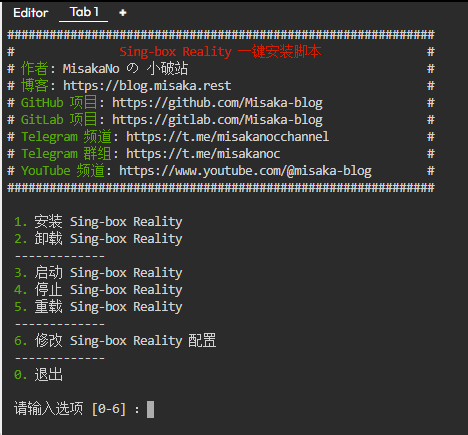 Editor Tab 1 +
#############################################################
# Sing-box Reality 一键安装脚本 #
# 作者: MisakaNo の 小破站 #
# 博客: https://blog.misaka.rest #
# GitHub 项目: https://github.com/Misaka-blog #
# GitLab 项目: https://gitlab.com/Misaka-blog #
# Telegram 频道: https://t.me/misakanocchannel #
# Telegram 群组: https://t.me/misakanoc #
# YouTube 频道: https://www.youtube.com/@misaka-blog #
#############################################################
1. 安装 Sing-box Reality
2. 卸载 Sing-box Reality
-------------
3. 启动 Sing-box Reality
4. 停止 Sing-box Reality
5. 重载 Sing-box Reality
-------------
6. 修改 Sing-box Reality 配置
-------------
0. 退出
请输入选项 [0-6] :